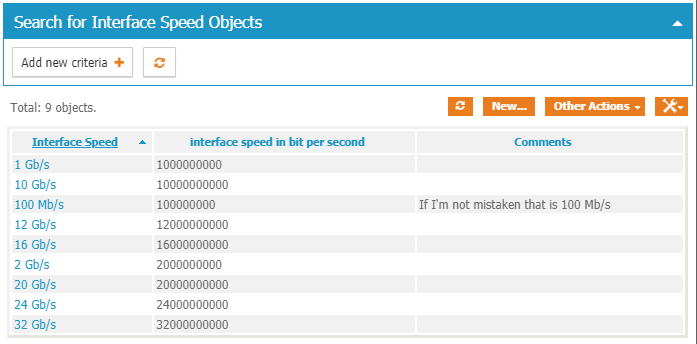 Search for Interface Speed Objects
Add new criteria
Total: 9 objects.
New... Other Actions
Interface Speed interface speed in bit per second Comments
1 Gb/s 1000000000
10 Gb/s 10000000000
100 Mb/s 100000000 If I'm not mistaken that is 100 Mb/s
12 Gb/s 12000000000
16 Gb/s 16000000000
2 Gb/s 2000000000
20 Gb/s 20000000000
24 Gb/s 24000000000
32 Gb/s 32000000000